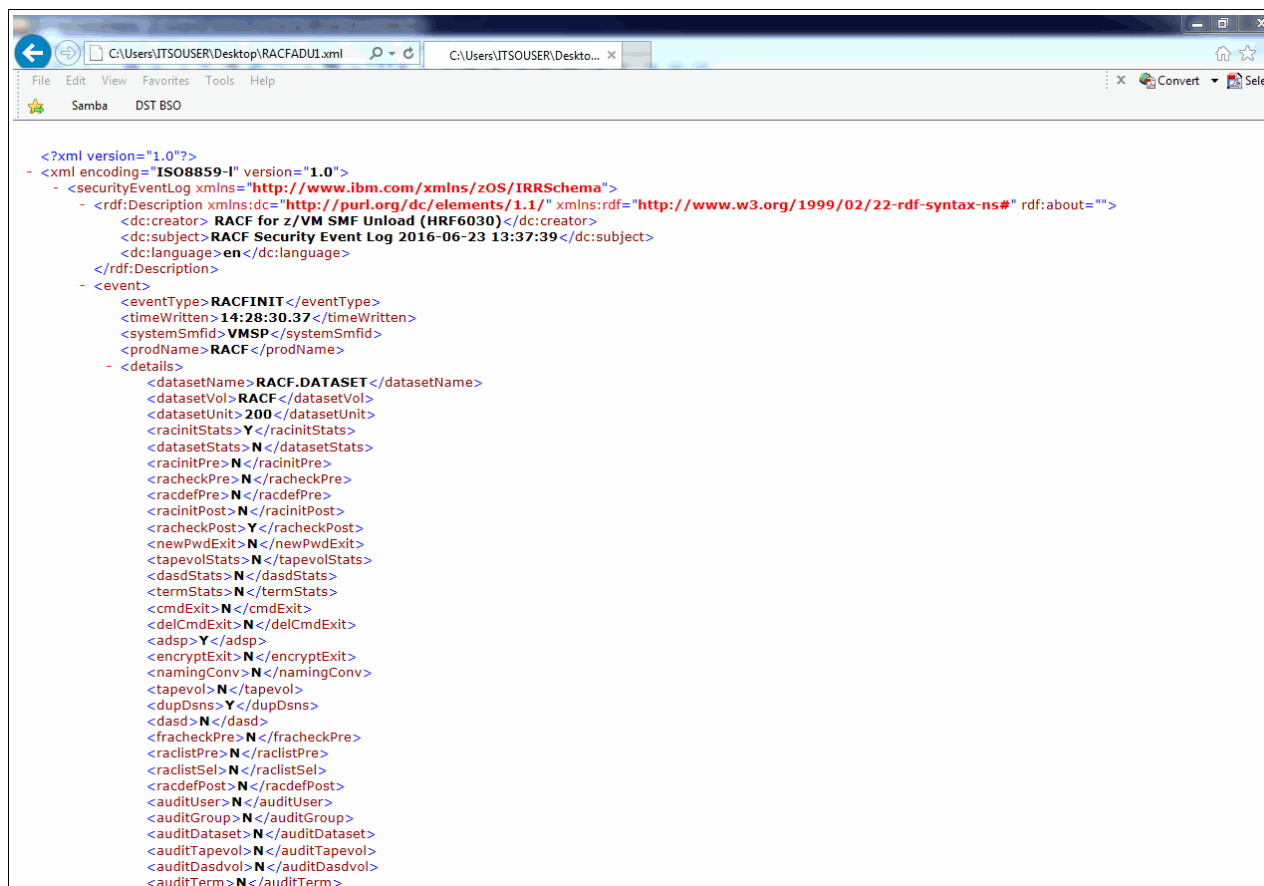 C:\Users\ITSOUSER\Desktop\RACFADU1.xml
C:\Users\ITSOUSER\Deskto...
File Edit View Favorites Tools Help
x Convert Sele
Samba DST BSO
<?xml version="1.0"?>
- <xml encoding="ISO8859-l" version="1.0">
- <securityEventLog xmlns="http://www.ibm.com/xmlns/zOS/IRRSchema">
- <rdf:Description xmlns:dc="http://purl.org/dc/elements/1.1/" xmlns:rdf="http://www.w3.org/1999/02/22-rdf-syntax-ns#" rdf:about="">
<dc:creator> RACF for z/VM SMF Unload (HRF6030)</dc:creator>
<dc:subject>RACF Security Event Log 2016-06-23 13:37:39</dc:subject>
<dc:language>en</dc:language>
</rdf:Description>
- <event>
<eventType>RACFINIT</eventType>
<timeWritten>14:28:30.37</timeWritten>
<systemSmfid>VMSP</systemSmfid>
<prodName>RACF</prodName>
- <details>
<datasetName>RACF.DATASET</datasetName>
<datasetVol>RACF</datasetVol>
<datasetUnit>200</datasetUnit>
<racinitStats>Y</racinitStats>
<datasetStats>N</datasetStats>
<racinitPre>N</racinitPre>
<racheckPre>N</racheckPre>
<racdefPre>N</racdefPre>
<racinitPost>N</racinitPost>
<racheckPost>Y</racheckPost>
<newPwdExit>N</newPwdExit>
<tapevolStats>N</tapevolStats>
<dasdStats>N</dasdStats>
<termStats>N</termStats>
<cmdExit>N</cmdExit>
<delCmdExit>N</delCmdExit>
<adsp>Y</adsp>
<encryptExit>N</encryptExit>
<namingConv>N</namingConv>
<tapevol>N</tapevol>
<dupDsns>Y</dupDsns>
<dasd>N</dasd>
<fracheckPre>N</fracheckPre>
<raclistPre>N</raclistPre>
<raclistSel>N</raclistSel>
<racdefPost>N</racdefPost>
<auditUser>N</auditUser>
<auditGroup>N</auditGroup>
<auditDataset>N</auditDataset>
<auditTapevol>N</auditTapevol>
<auditDasdvol>N</auditDasdvol>
<auditTerm>N</auditTerm>